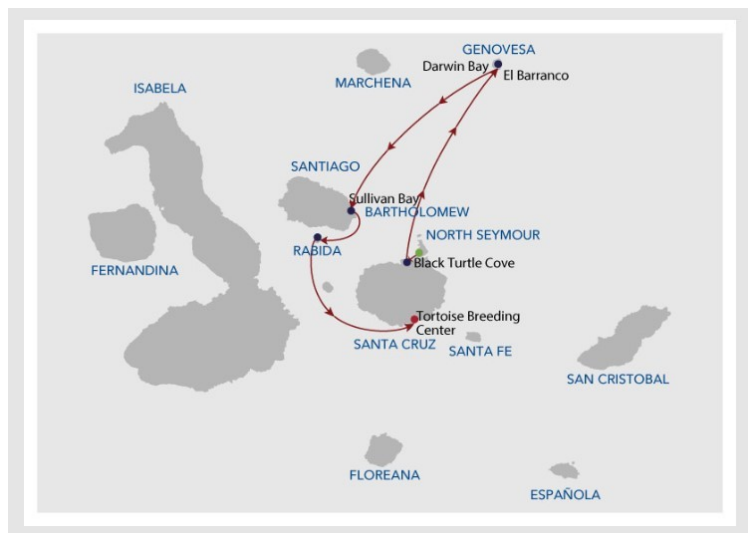 GENOVESA
Darwin Bay
El Barranco
MARCHENA
ISABELA
SANTIAGO
Sullivan Bay
BARTHOLOMEW
NORTH SEYMOUR
RABIDA
Black Turtle Cove
FERNANDINA
Tortoise Breeding
Center
SANTA CRUZ
SANTA FE
SAN CRISTOBAL
FLOREANA
ESPAÑOLA